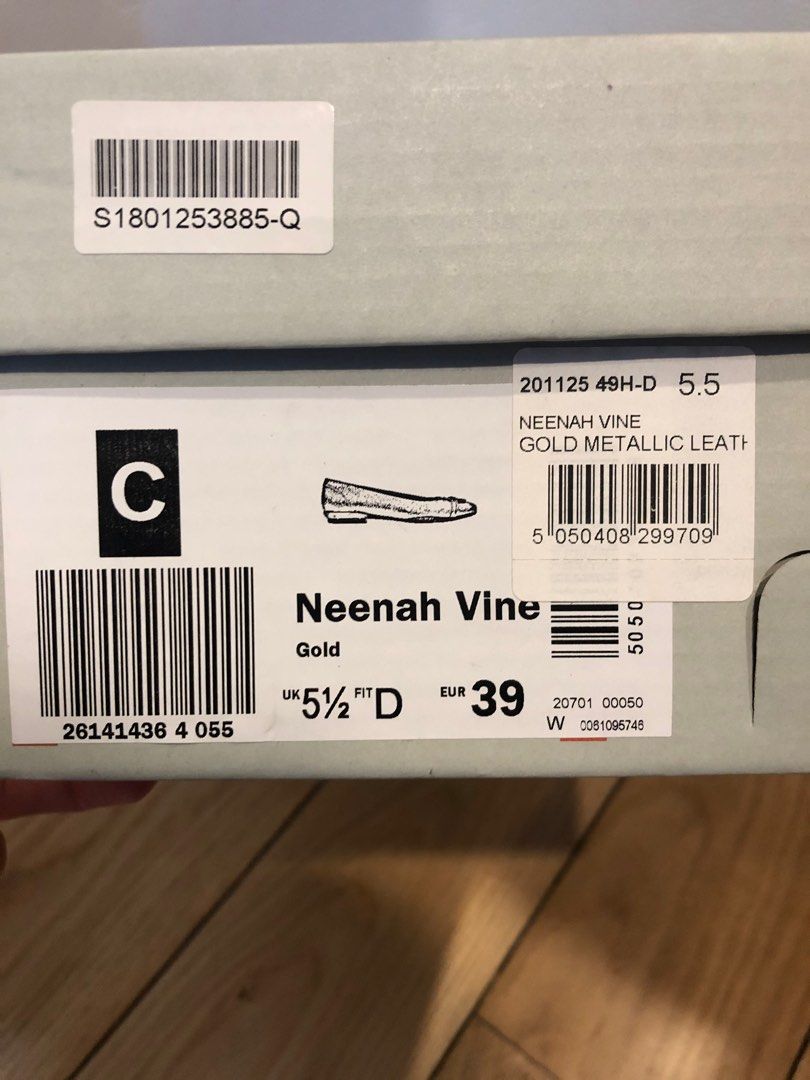 S1801253885-Q
201125 49H-D 5.5
NEENAH VINE
GOLD METALLIC LEATH
5 050408 299709
C
Neenah Vine
Gold
UK 5½ FIT D EUR 39
26141436 4 055
5050
20701 00050
W 0061095746